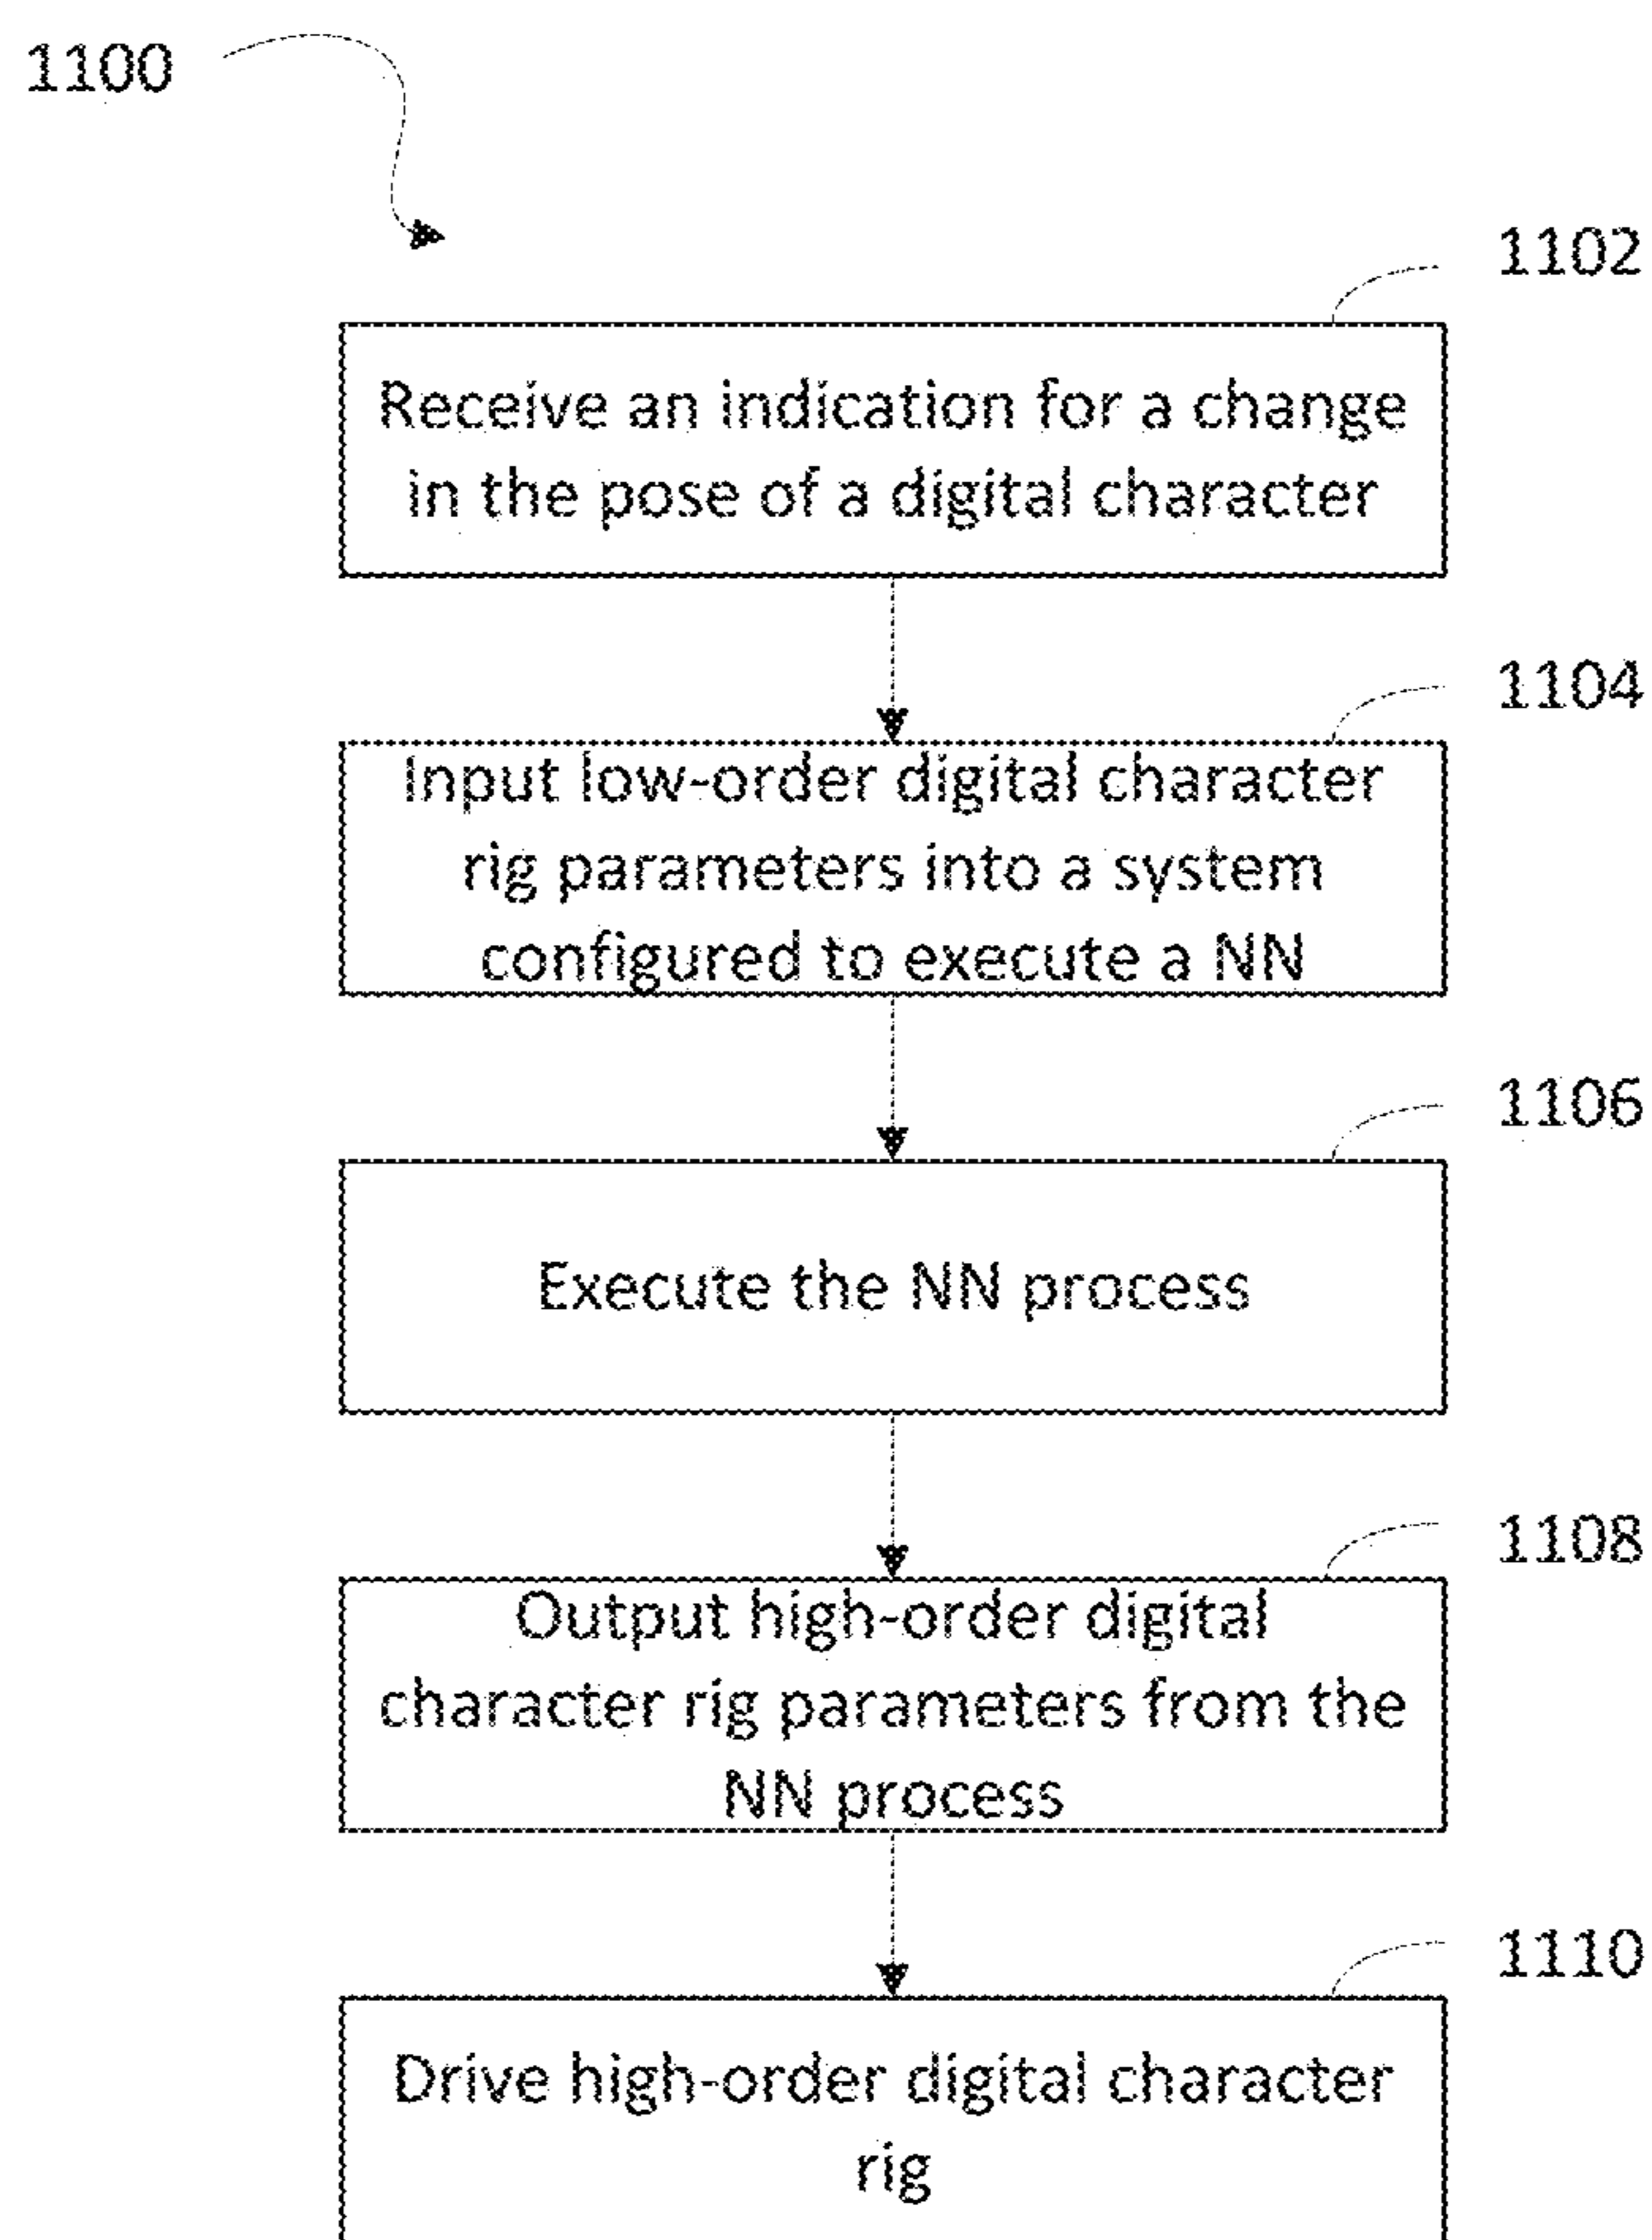 1100
1102
Receive an indication for a change
in the pose of a digital character
1104
Input low-order digital character
rig parameters into a system
configured to execute a NN
1106
Execute the NN process
1108
Output high-order digital
character rig parameters from the
NN process
1110
Drive high-order digital character
rig